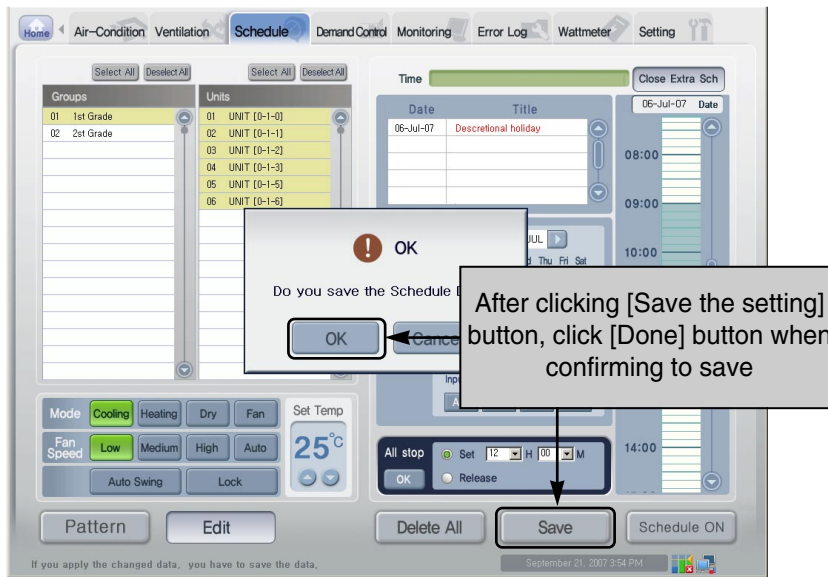 Home Air-Condition Ventilation Schedule Demand Control Monitoring Error Log Wattmeter Setting
Select All Deselect All Select All Deselect All
Time Close Extra Sch
Groups Units
01 1st Grade
02 2st Grade
01 UNIT [0-1-0]
02 UNIT [0-1-1]
03 UNIT [0-1-2]
04 UNIT [0-1-3]
05 UNIT [0-1-5]
06 UNIT [0-1-6]
Date Title
06-Jul-07 Descretional holiday
06-Jul-07 Date
08:00
09:00
10:00
14:00
JUL
Thu Fri Sat
OK
Do you save the Schedule
OK
After clicking [Save the setting]
button, click [Done] button when
confirming to save
Mode Cooling Heating Dry Fan
Fan Speed Low Medium High Auto
Auto Swing Lock
Set Temp
25°C
All stop Set 12 H 00 M
OK Release
Pattern Edit Delete All Save Schedule ON
If you apply the changed data, you have to save the data,
September 21, 2007 3:54 PM